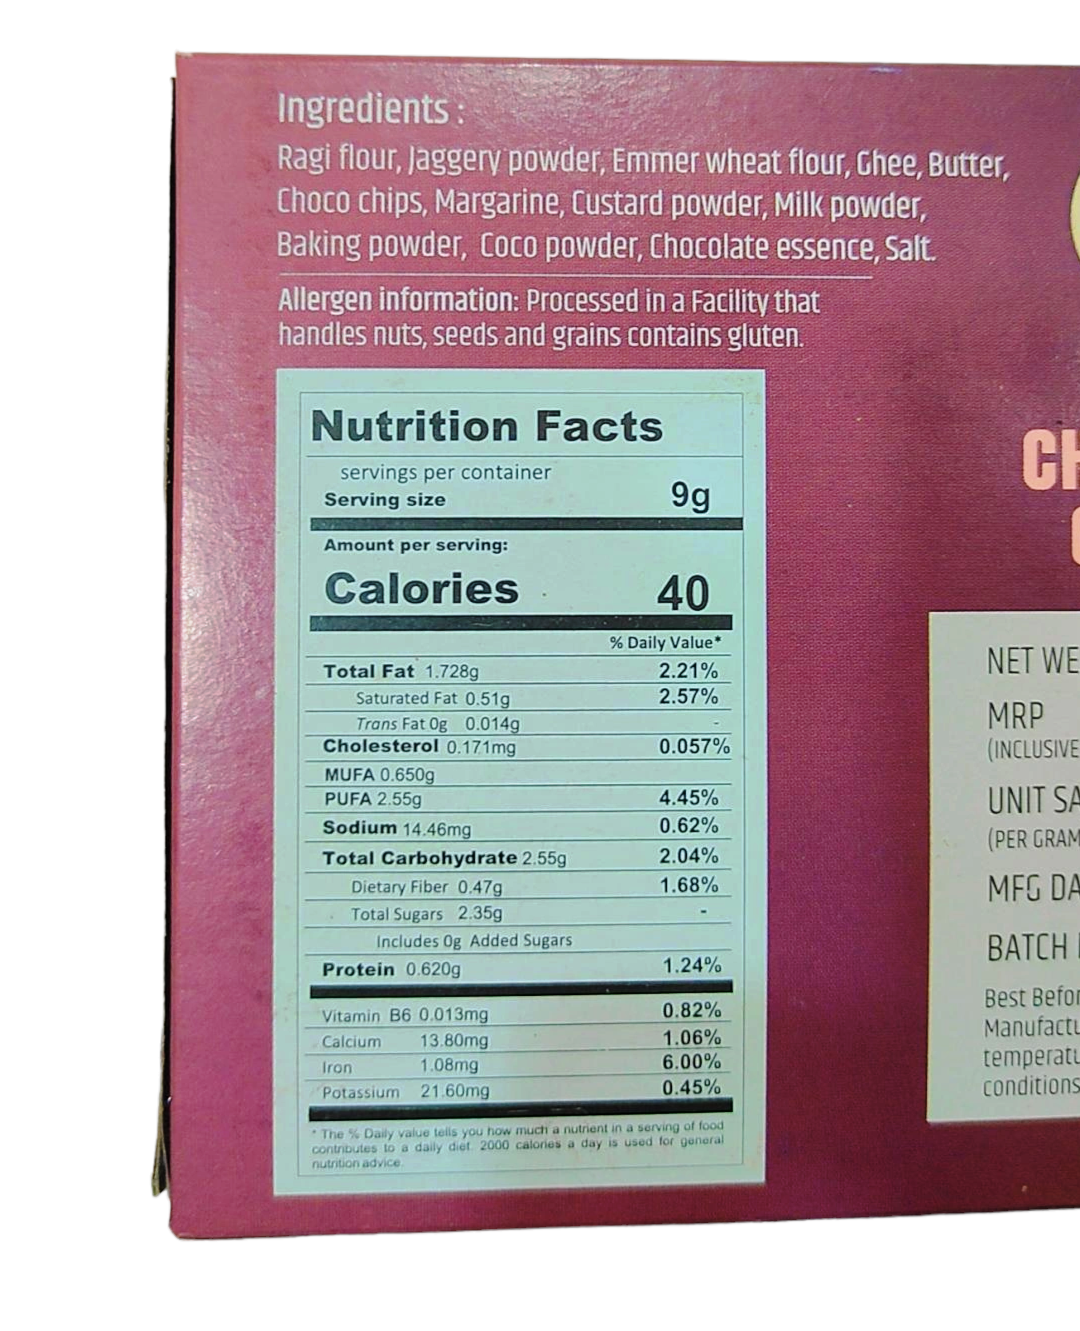 Ingredients :
Ragi flour, Jaggery powder, Emmer wheat flour, Ghee, Butter,
Choco chips, Margarine, Custard powder, Milk powder,
Baking powder, Coco powder, Chocolate essence, Salt.
Allergen information: Processed in a Facility that
handles nuts, seeds and grains contains gluten.
Nutrition Facts
servings per container
Serving size 9g
Amount per serving:
Calories 40
% Daily Value*
Total Fat 1.728g 2.21%
Saturated Fat 0.51g 2.57%
Trans Fat 0g 0.014g -
Cholesterol 0.171mg 0.057%
MUFA 0.650g
PUFA 2.55g 4.45%
Sodium 14.46mg 0.62%
Total Carbohydrate 2.55g 2.04%
Dietary Fiber 0.47g 1.68%
Total Sugars 2.35g -
Includes 0g Added Sugars
Protein 0.620g 1.24%
Vitamin B6 0.013mg 0.82%
Calcium 13.80mg 1.06%
Iron 1.08mg 6.00%
Potassium 21.60mg 0.45%
* The % Daily value tells you how much a nutrient in a serving of food
contributes to a daily diet. 2000 calories a day is used for general
nutrition advice.
CH
NET WE
MRP
(INCLUSIVE
UNIT SA
(PER GRAM
MFG DA
BATCH
Best Befor
Manufactu
temperatu
conditions